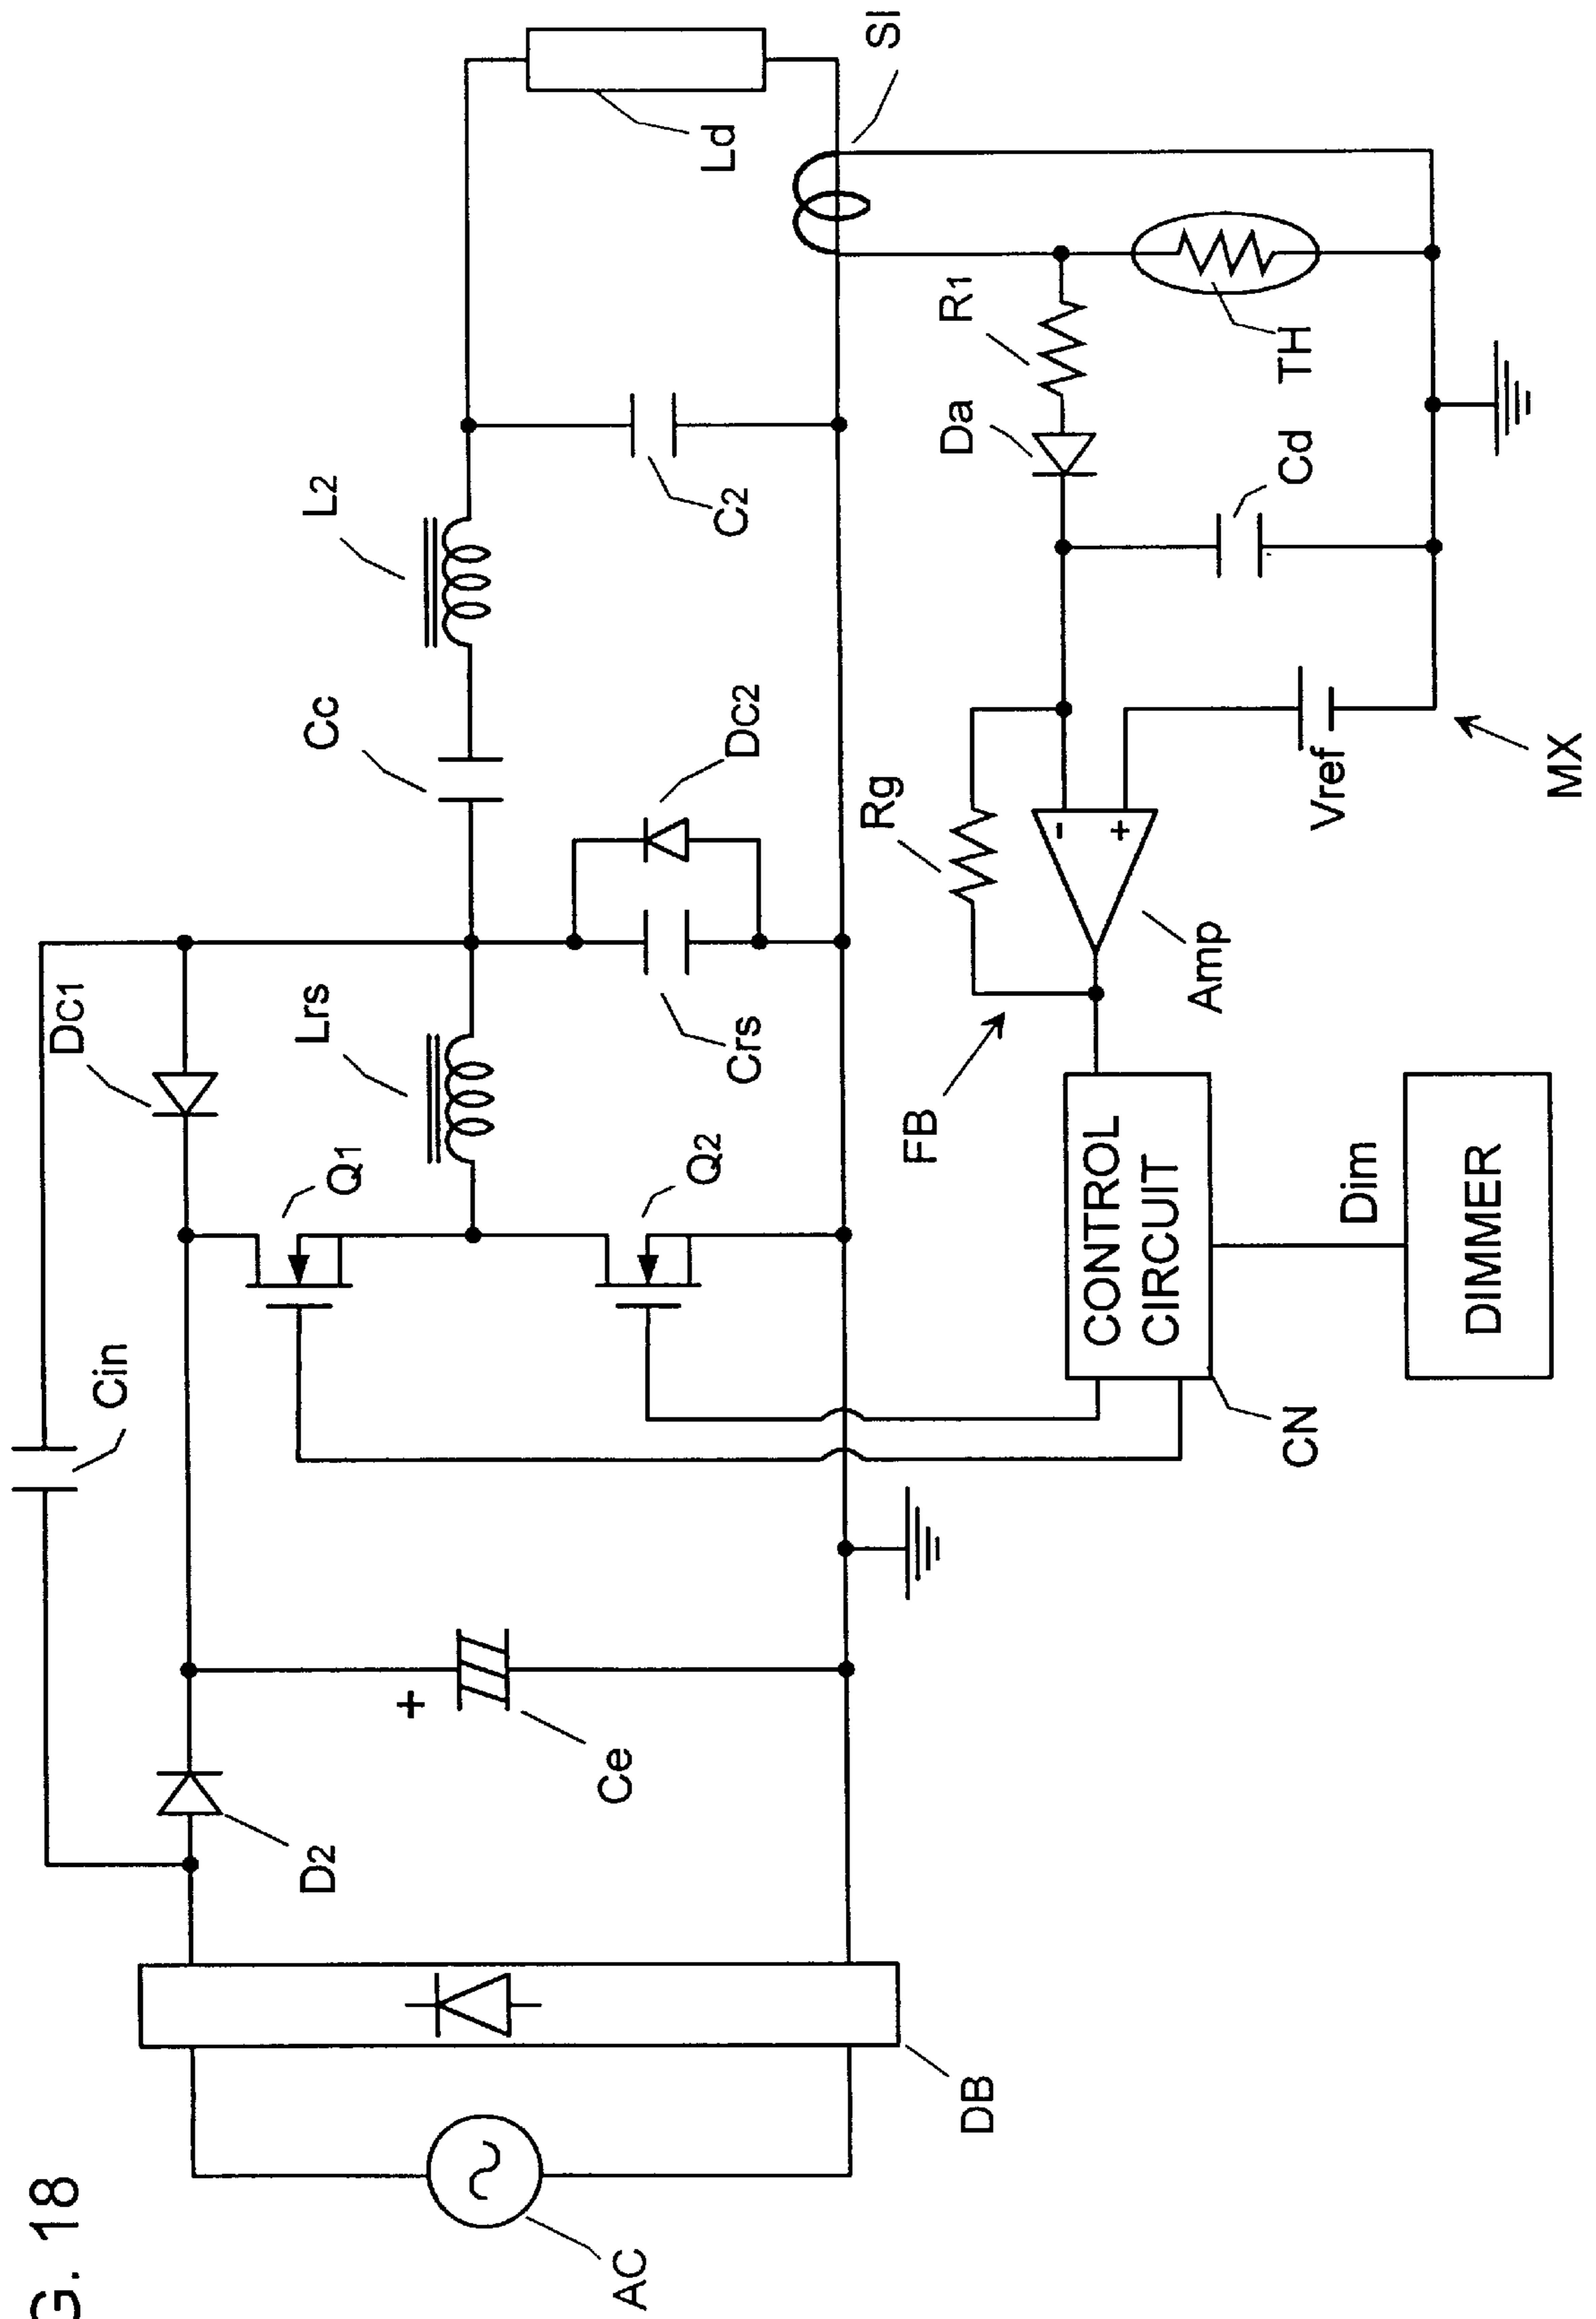 G. 18
AC
DB
D2
Cin
Ce
DC1
Q1
Q2
Lrs
Crs
DC2
Cc
L2
C2
Ld
SI
R1
Da
TH
Cd
Rg
-
+
Amp
Vref
MX
FB
CONTROL
CIRCUIT
CN
Dim
DIMMER
+